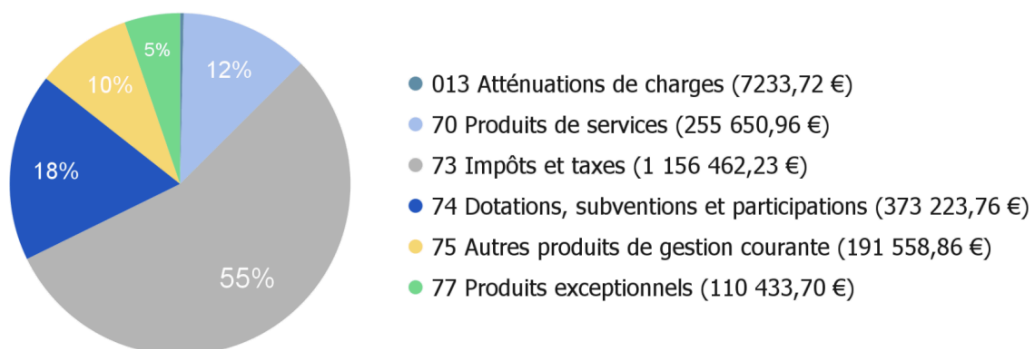 5%
12%
10%
18%
55%
013 Atténuations de charges (7233,72 €)
70 Produits de services (255 650,96 €)
73 Impôts et taxes (1 156 462,23 €)
74 Dotations, subventions et participations (373 223,76 €)
75 Autres produits de gestion courante (191 558,86 €)
77 Produits exceptionnels (110 433,70 €)